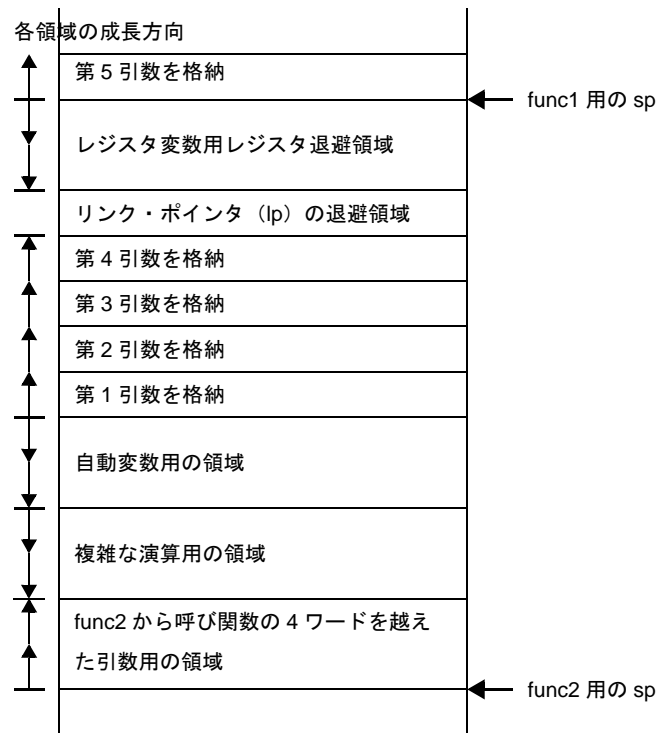 各領域の成長方向
第 5 引数を格納
func1 用の sp
レジスタ変数用レジスタ退避領域
リンク・ポインタ（lp）の退避領域
第 4 引数を格納
第 3 引数を格納
第 2 引数を格納
第 1 引数を格納
自動変数用の領域
複雑な演算用の領域
func2 から呼び関数の 4 ワードを越え
た引数用の領域
func2 用の sp